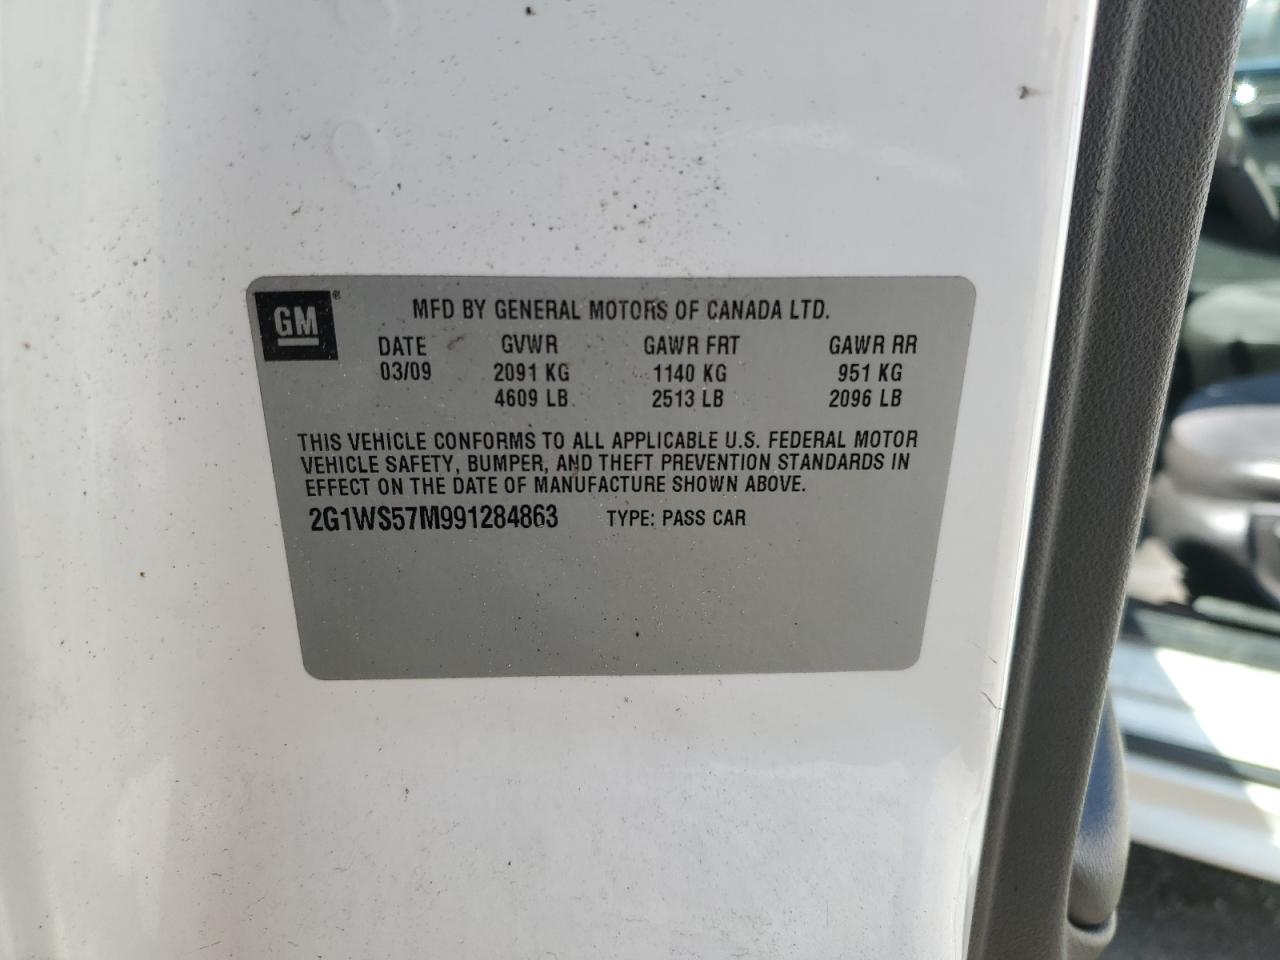 GM ®
MFD BY GENERAL MOTORS OF CANADA LTD.
DATE GVWR GAWR FRT GAWR RR
03/09 2091 KG 1140 KG 951 KG
4609 LB 2513 LB 2096 LB
THIS VEHICLE CONFORMS TO ALL APPLICABLE U.S. FEDERAL MOTOR
VEHICLE SAFETY, BUMPER, AND THEFT PREVENTION STANDARDS IN
EFFECT ON THE DATE OF MANUFACTURE SHOWN ABOVE.
2G1WS57M991284863 TYPE: PASS CAR